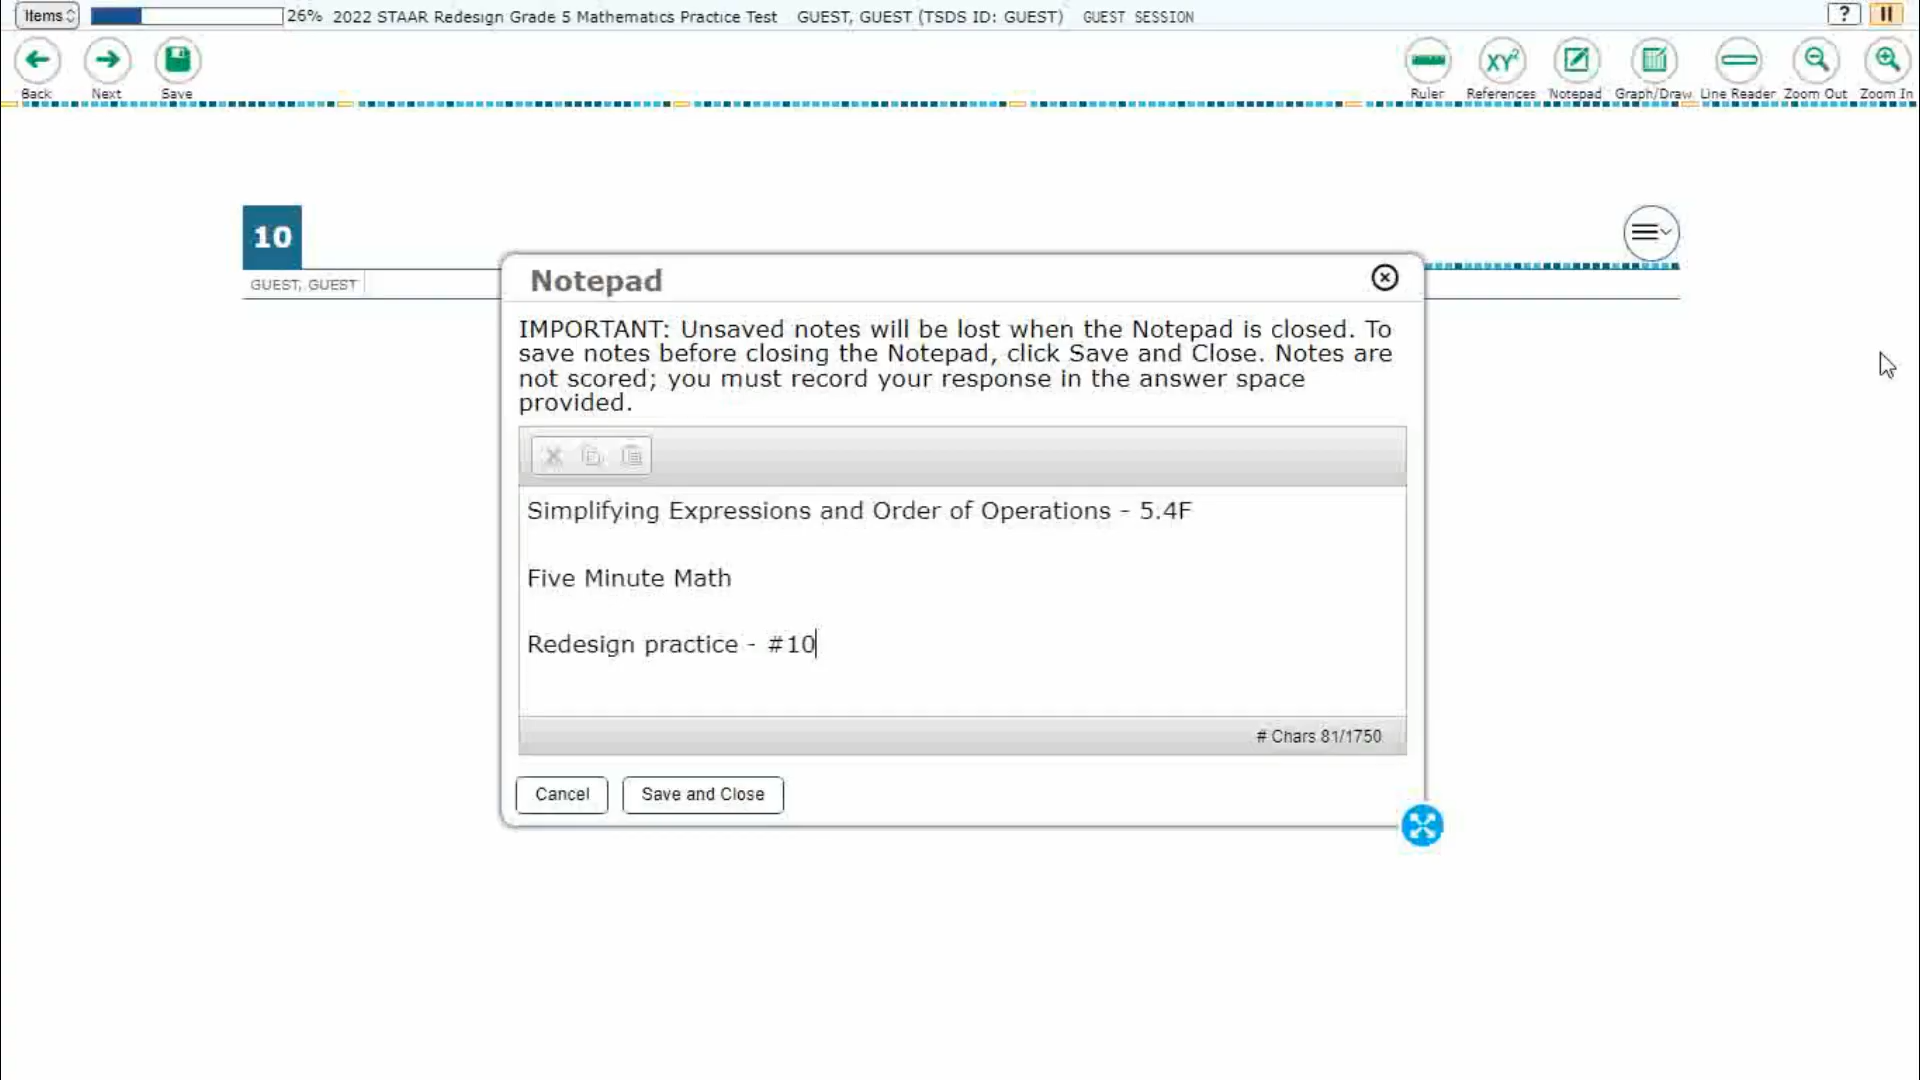 Items 26% 2022 STAAR Redesign Grade 5 Mathematics Practice Test GUEST, GUEST (TSDS ID: GUEST) GUEST SESSION ?
XY²
Back Next Save Ruler References Notepad Graph/Draw Line Reader Zoom Out Zoom In
10
GUEST, GUEST
Notepad
IMPORTANT: Unsaved notes will be lost when the Notepad is closed. To
save notes before closing the Notepad, click Save and Close. Notes are
not scored; you must record your response in the answer space
provided.
Simplifying Expressions and Order of Operations - 5.4F
Five Minute Math
Redesign practice - #10
# Chars 81/1750
Cancel Save and Close